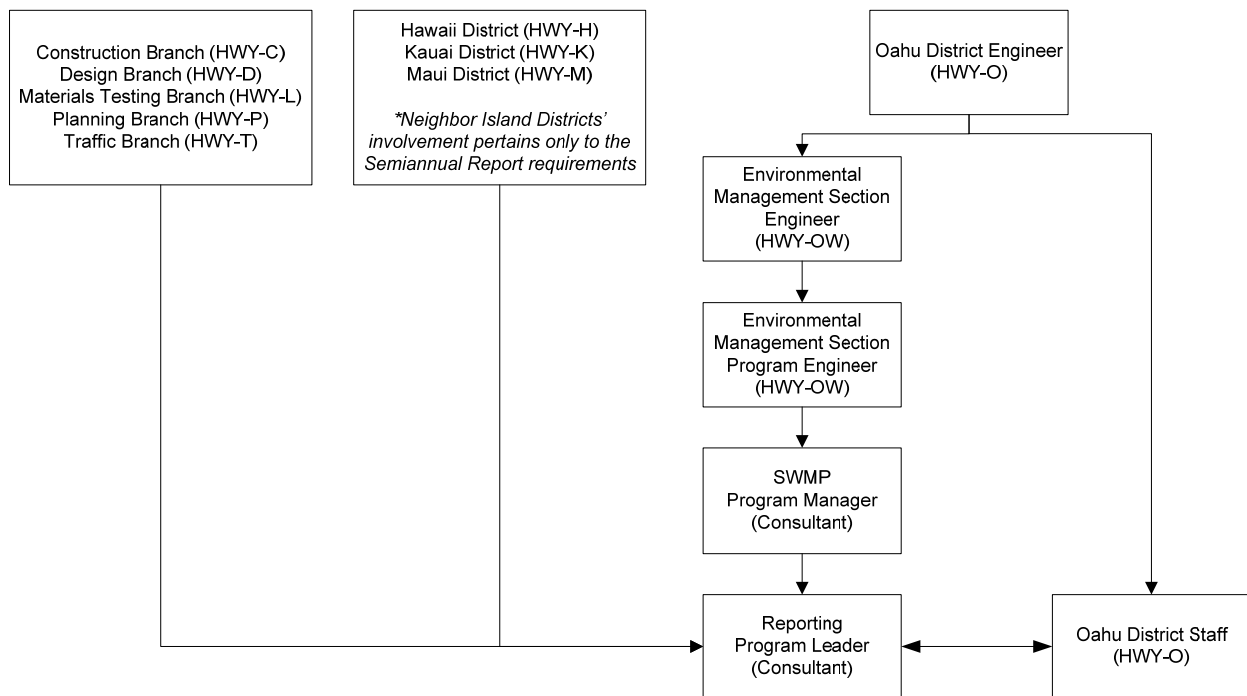 Construction Branch (HWY-C)
Design Branch (HWY-D)
Materials Testing Branch (HWY-L)
Planning Branch (HWY-P)
Traffic Branch (HWY-T)
Hawaii District (HWY-H)
Kauai District (HWY-K)
Maui District (HWY-M)
*Neighbor Island Districts'
involvement pertains only to the
Semiannual Report requirements
Oahu District Engineer
(HWY-O)
Environmental
Management Section
Engineer
(HWY-OW)
Environmental
Management Section
Program Engineer
(HWY-OW)
SWMP
Program Manager
(Consultant)
Reporting
Program Leader
(Consultant)
Oahu District Staff
(HWY-O)